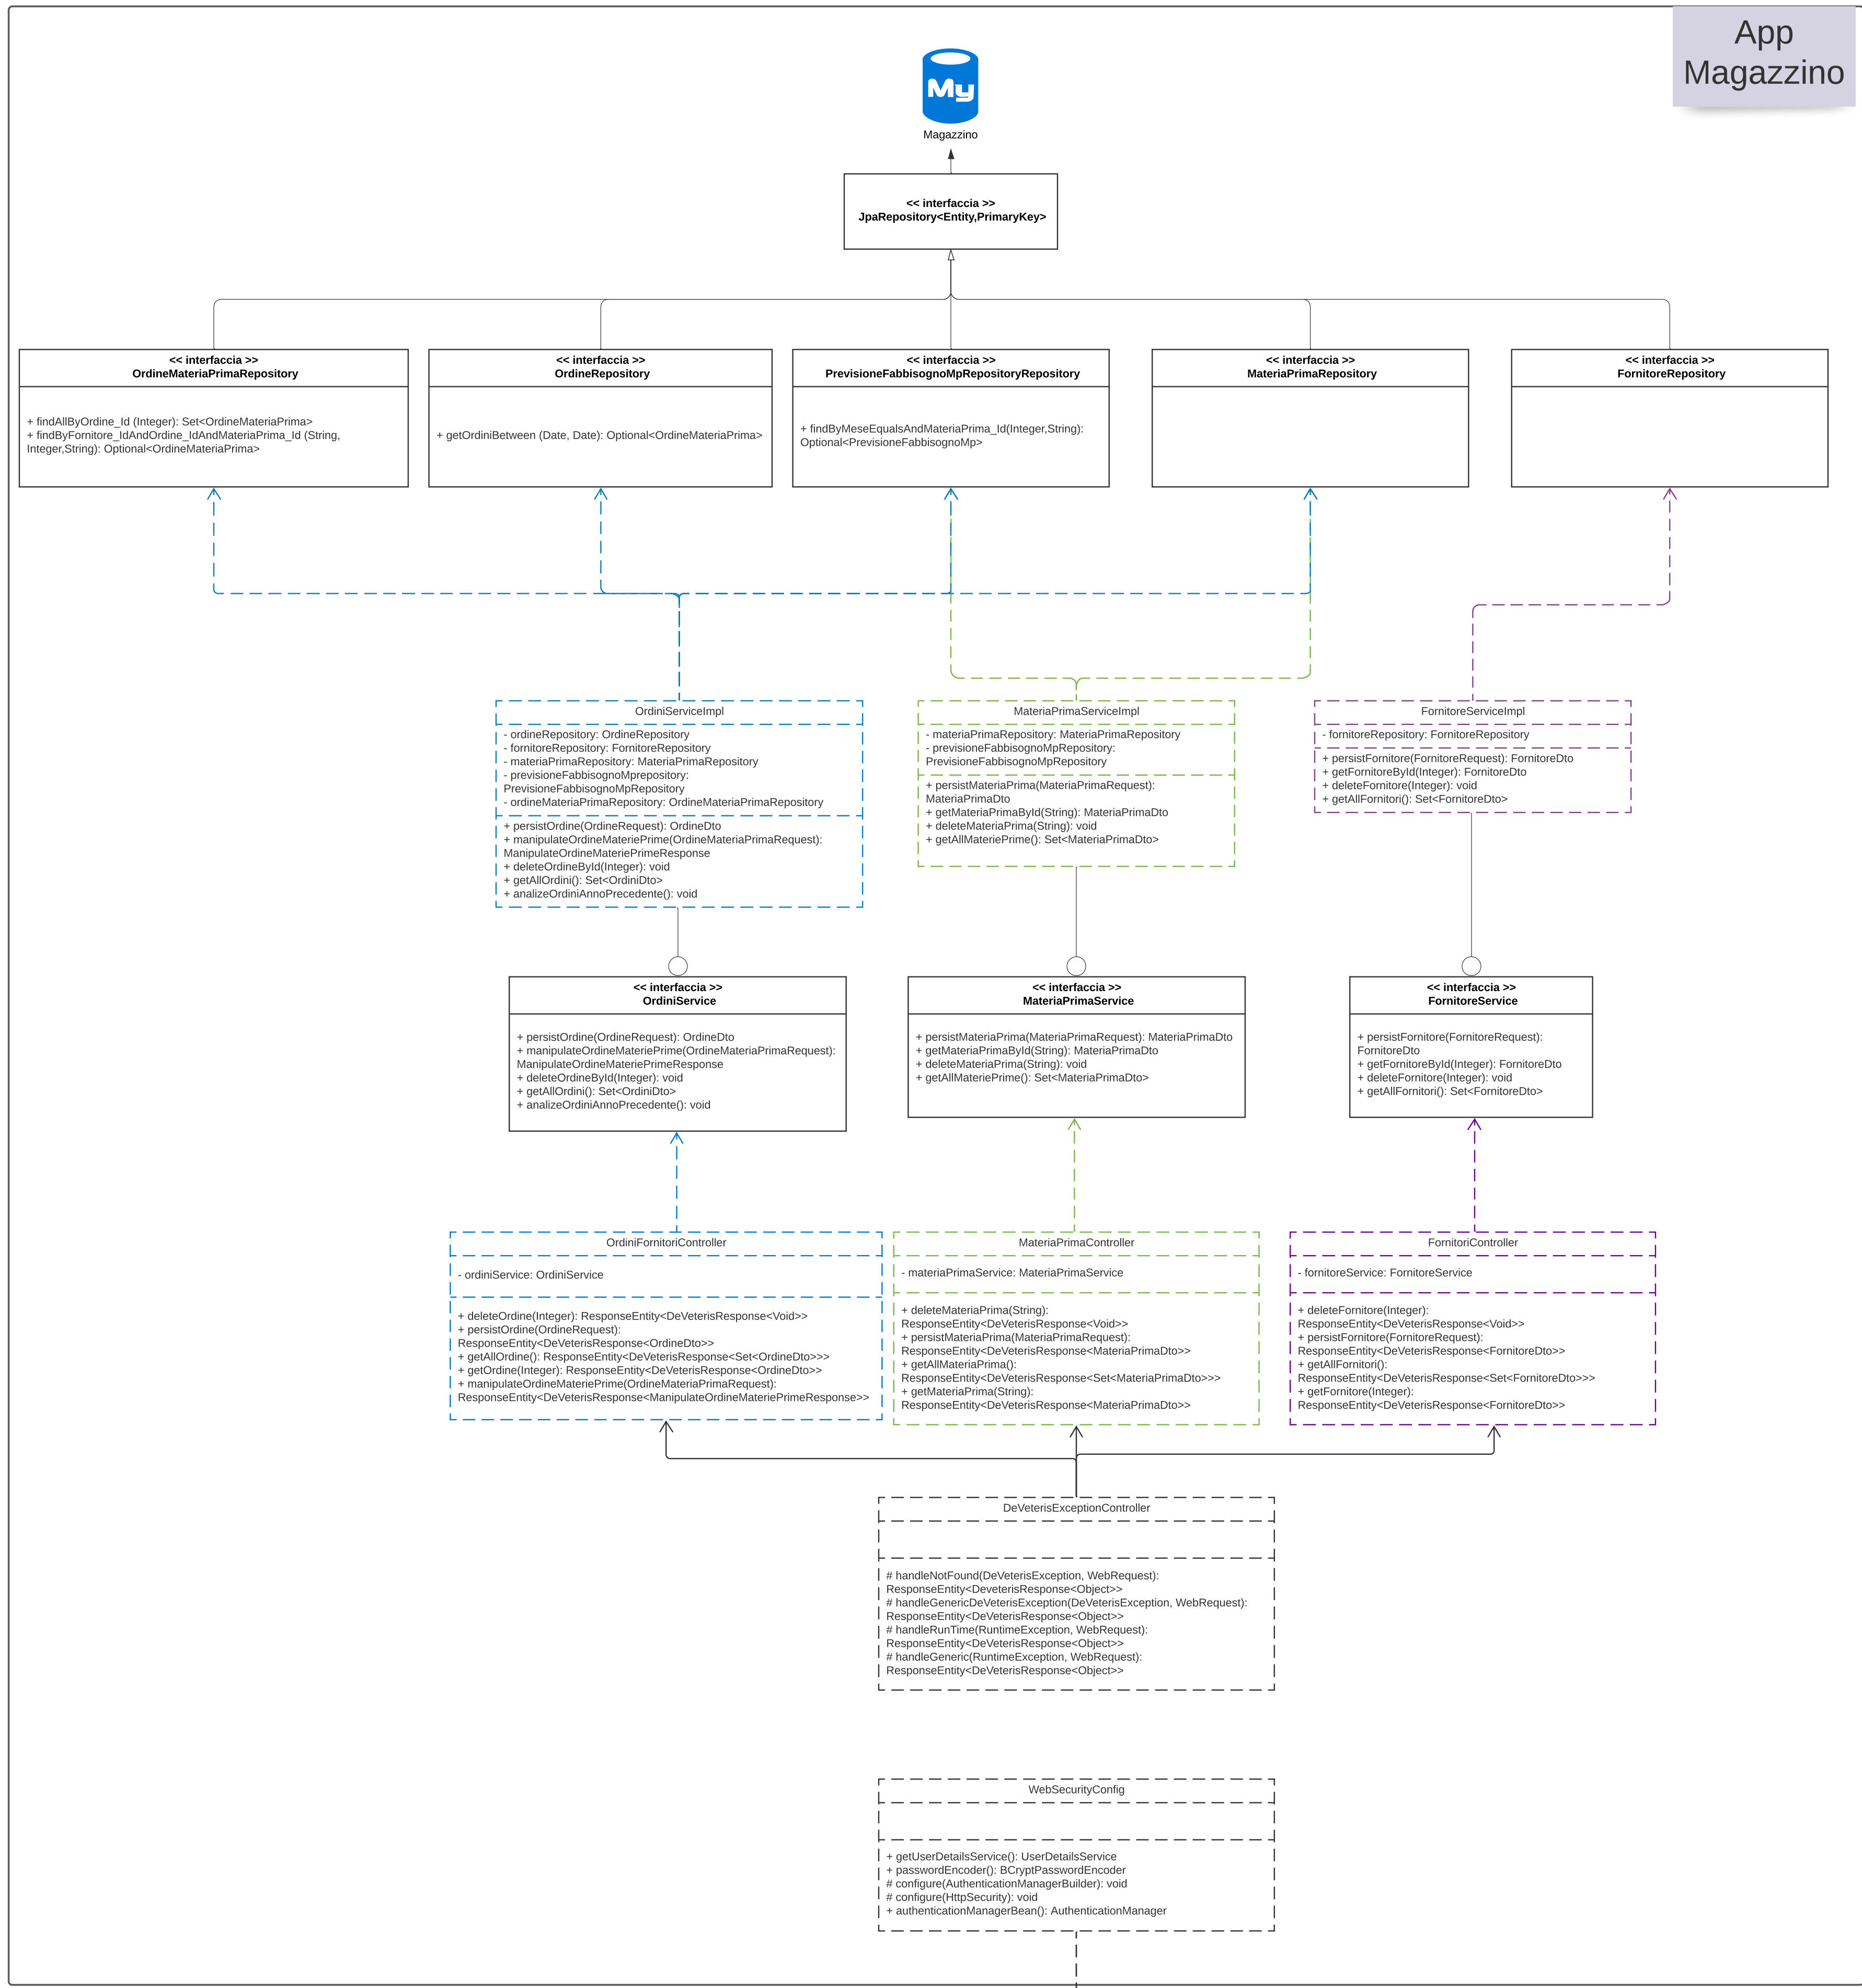 App
Magazzino
My
Magazzino
<< interfaccia >>
JpaRepository<Entity,PrimaryKey>
<< interfaccia >>
OrdineMateriaPrimaRepository
+ findAllByOrdine_Id (Integer): Set<OrdineMateriaPrima>
+ findByFornitore_IdAndOrdine_IdAndMateriaPrima_Id (String,
Integer,String): Optional<OrdineMateriaPrima>
<< interfaccia >>
OrdineRepository
+ getOrdiniBetween (Date, Date): Optional<OrdineMateriaPrima>
<< interfaccia >>
PrevisioneFabbisognoMpRepositoryRepository
+ findByMeseEqualsAndMateriaPrima_Id(Integer,String):
Optional<PrevisioneFabbisognoMp>
<< interfaccia >>
MateriaPrimaRepository
<< interfaccia >>
FornitoreRepository
OrdiniServiceImpl
- ordineRepository: OrdineRepository
- fornitoreRepository: FornitoreRepository
- materiaPrimaRepository: MateriaPrimaRepository
- previsioneFabbisognoMprepository:
PrevisioneFabbisognoMpRepository
- ordineMateriaPrimaRepository: OrdineMateriaPrimaRepository
+ persistOrdine(OrdineRequest): OrdineDto
+ manipulateOrdineMateriePrime(OrdineMateriaPrimaRequest):
ManipulateOrdineMateriePrimeResponse
+ deleteOrdineById(Integer): void
+ getAllOrdini(): Set<OrdiniDto>
+ analizeOrdiniAnnoPrecedente(): void
MateriaPrimaServiceImpl
- materiaPrimaRepository: MateriaPrimaRepository
- previsioneFabbisognoMpRepository:
PrevisioneFabbisognoMpRepository
+ persistMateriaPrima(MateriaPrimaRequest):
MateriaPrimaDto
+ getMateriaPrimaById(String): MateriaPrimaDto
+ deleteMateriaPrima(String): void
+ getAllMateriePrime(): Set<MateriaPrimaDto>
FornitoreServiceImpl
- fornitoreRepository: FornitoreRepository
+ persistFornitore(FornitoreRequest): FornitoreDto
+ getFornitoreById(Integer): FornitoreDto
+ deleteFornitore(Integer): void
+ getAllFornitori(): Set<FornitoreDto>
<< interfaccia >>
OrdiniService
+ persistOrdine(OrdineRequest): OrdineDto
+ manipulateOrdineMateriePrime(OrdineMateriaPrimaRequest):
ManipulateOrdineMateriePrimeResponse
+ deleteOrdineById(Integer): void
+ getAllOrdini(): Set<OrdiniDto>
+ analizeOrdiniAnnoPrecedente(): void
<< interfaccia >>
MateriaPrimaService
+ persistMateriaPrima(MateriaPrimaRequest): MateriaPrimaDto
+ getMateriaPrimaById(String): MateriaPrimaDto
+ deleteMateriaPrima(String): void
+ getAllMateriePrime(): Set<MateriaPrimaDto>
<< interfaccia >>
FornitoreService
+ persistFornitore(FornitoreRequest):
FornitoreDto
+ getFornitoreById(Integer): FornitoreDto
+ deleteFornitore(Integer): void
+ getAllFornitori(): Set<FornitoreDto>
OrdiniFornitoriController
- ordiniService: OrdiniService
+ deleteOrdine(Integer): ResponseEntity<DeVeterisResponse<Void>>
+ persistOrdine(OrdineRequest):
ResponseEntity<DeVeterisResponse<OrdineDto>>
+ getAllOrdine(): ResponseEntity<DeVeterisResponse<Set<OrdineDto>>>
+ getOrdine(Integer): ResponseEntity<DeVeterisResponse<OrdineDto>>
+ manipulateOrdineMateriePrime(OrdineMateriaPrimaRequest):
ResponseEntity<DeVeterisResponse<ManipulateOrdineMateriePrimeResponse>>
MateriaPrimaController
- materiaPrimaService: MateriaPrimaService
+ deleteMateriaPrima(String):
ResponseEntity<DeVeterisResponse<Void>>
+ persistMateriaPrima(MateriaPrimaRequest):
ResponseEntity<DeVeterisResponse<MateriaPrimaDto>>
+ getAllMateriaPrima():
ResponseEntity<DeVeterisResponse<Set<MateriaPrimaDto>>>
+ getMateriaPrima(String):
ResponseEntity<DeVeterisResponse<MateriaPrimaDto>>
FornitoriController
- fornitoreService: FornitoreService
+ deleteFornitore(Integer):
ResponseEntity<DeVeterisResponse<Void>>
+ persistFornitore(FornitoreRequest):
ResponseEntity<DeVeterisResponse<FornitoreDto>>
+ getAllFornitori():
ResponseEntity<DeVeterisResponse<Set<FornitoreDto>>>
+ getFornitore(Integer):
ResponseEntity<DeVeterisResponse<FornitoreDto>>
DeVeterisExceptionController
# handleNotFound(DeVeterisException, WebRequest):
ResponseEntity<DeveterisResponse<Object>>
# handleGenericDeVeterisException(DeVeterisException, WebRequest):
ResponseEntity<DeVeterisResponse<Object>>
# handleRunTime(RuntimeException, WebRequest):
ResponseEntity<DeVeterisResponse<Object>>
# handleGeneric(RuntimeException, WebRequest):
ResponseEntity<DeVeterisResponse<Object>>
WebSecurityConfig
+ getUserDetailsService(): UserDetailsService
+ passwordEncoder(): BCryptPasswordEncoder
# configure(AuthenticationManagerBuilder): void
# configure(HttpSecurity): void
+ authenticationManagerBean(): AuthenticationManager